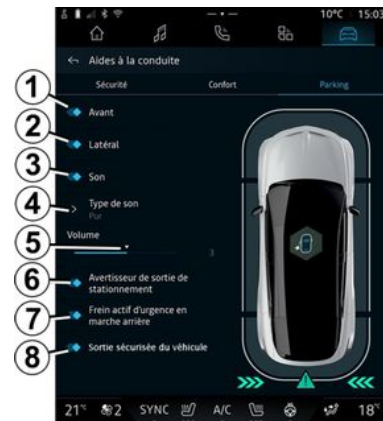 10°C 15:03
Aides à la conduite
Sécurité Confort Parking
1 Avant
2 Latéral
3 Son
4 Type de son
Pur
Volume
5
3
6 Avertisseur de sortie de
stationnement
7 Frein actif d'urgence en
marche arrière
8 Sortie sécurisée du véhicule
21° 2 SYNC A/C 18°